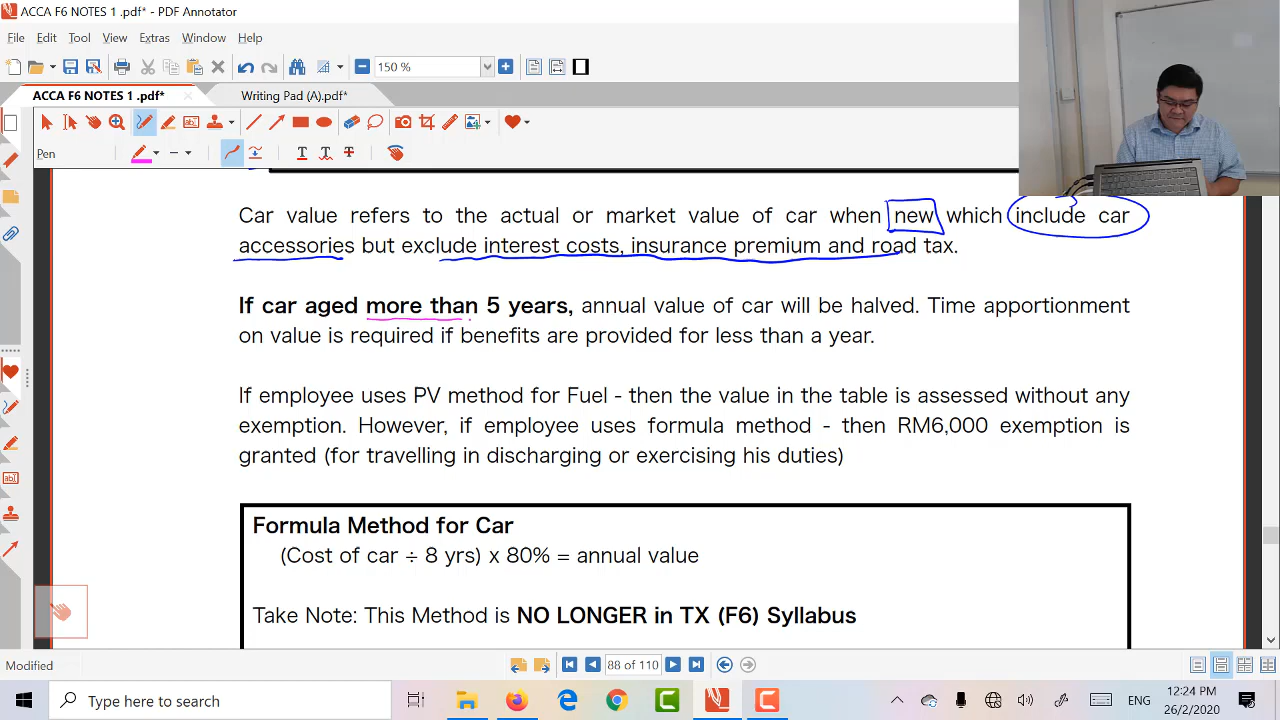 ACCA F6 NOTES 1 .pdf* - PDF Annotator
File Edit Tool View Extras Window Help
150 %
ACCA F6 NOTES 1 .pdf* Writing Pad (A).pdf*
Pen
Car value refers to the actual or market value of car when new which include car
accessories but exclude interest costs, insurance premium and road tax.
If car aged more than 5 years, annual value of car will be halved. Time apportionment
on value is required if benefits are provided for less than a year.
If employee uses PV method for Fuel - then the value in the table is assessed without any
exemption. However, if employee uses formula method - then RM6,000 exemption is
granted (for travelling in discharging or exercising his duties)
Formula Method for Car
(Cost of car ÷ 8 yrs) x 80% = annual value
Take Note: This Method is NO LONGER in TX (F6) Syllabus
Modified
88 of 110
Type here to search
ENG
12:24 PM
26/2/2020